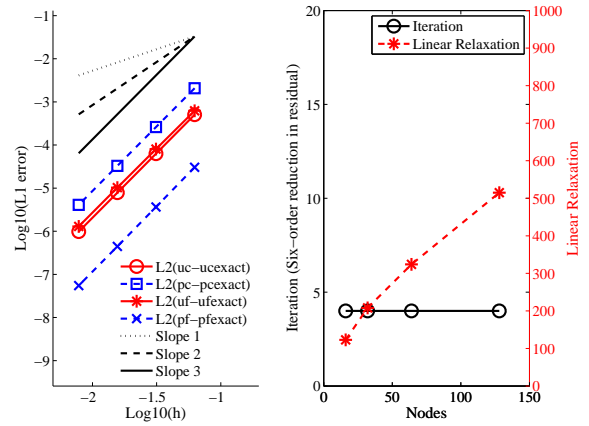 −1
−2
−3
−4
−5
−6
−7
−8
−9
Log10(L1 error)
L2(uc−ucexact)
L2(pc−pcexact)
L2(uf−ufexact)
L2(pf−pfexact)
Slope 1
Slope 2
Slope 3
−2 −1.5 −1
Log10(h)
20
15
10
5
0
Iteration (Six−order reduction in residual)
Iteration
Linear Relaxation
1000
900
800
700
600
500
400
300
200
100
0
Linear Relaxation
0 50 100 150
Nodes